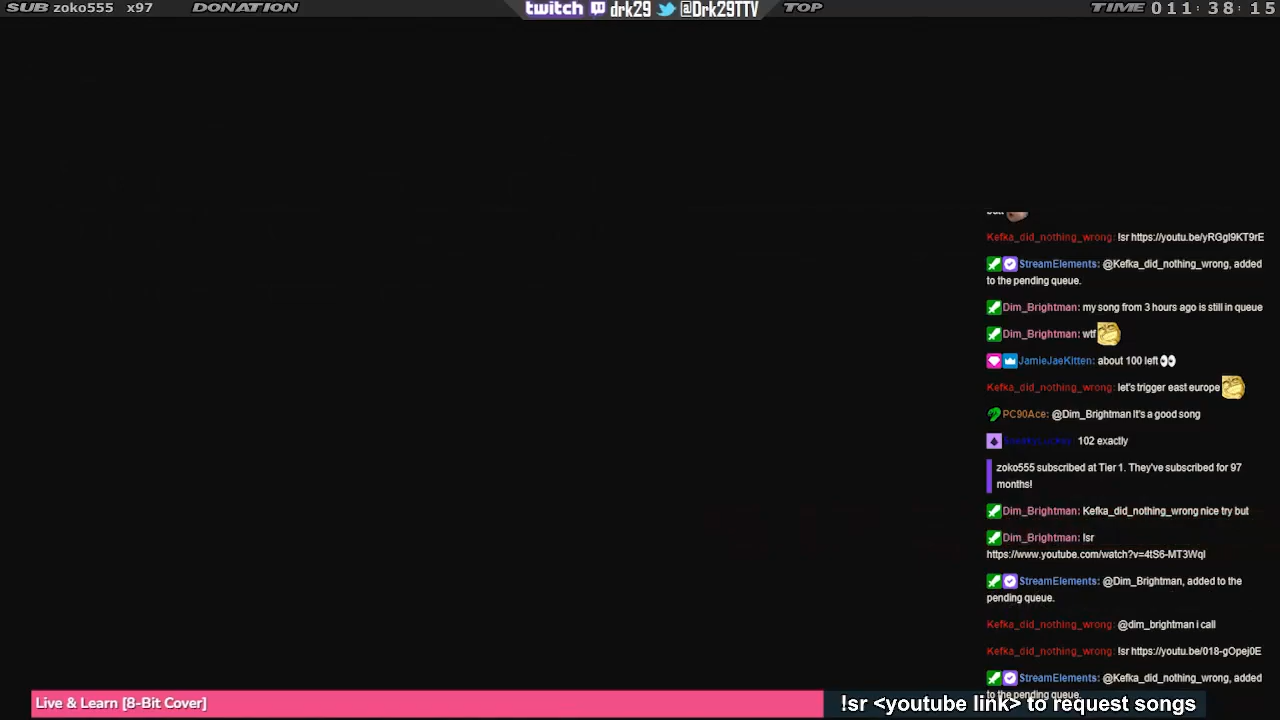 SUB zoko555 x97 DONATION twitch drk29 @Drk29TTV TOP TIME 011:38:15
Kefka_did_nothing_wrong: !sr https://youtu.be/yRGgl9KT9rE
StreamElements: @Kefka_did_nothing_wrong, added
to the pending queue.
Dim_Brightman: my song from 3 hours ago is still in queue
Dim_Brightman: wtf
JamieJaeKitten: about 100 left
Kefka_did_nothing_wrong: let's trigger east europe
PC90Ace: @Dim_Brightman It's a good song
102 exactly
zoko555 subscribed at Tier 1. They've subscribed for 97
months!
Dim_Brightman: Kefka_did_nothing_wrong nice try but
Dim_Brightman: !sr
https://www.youtube.com/watch?v=4tS6-MT3WqI
StreamElements: @Dim_Brightman, added to the
pending queue.
Kefka_did_nothing_wrong: @dim_brightman i call
Kefka_did_nothing_wrong: !sr https://youtu.be/018-gOpej0E
StreamElements: @Kefka_did_nothing_wrong, added
to the pending queue.
Live & Learn [8-Bit Cover]
!sr <youtube link> to request songs